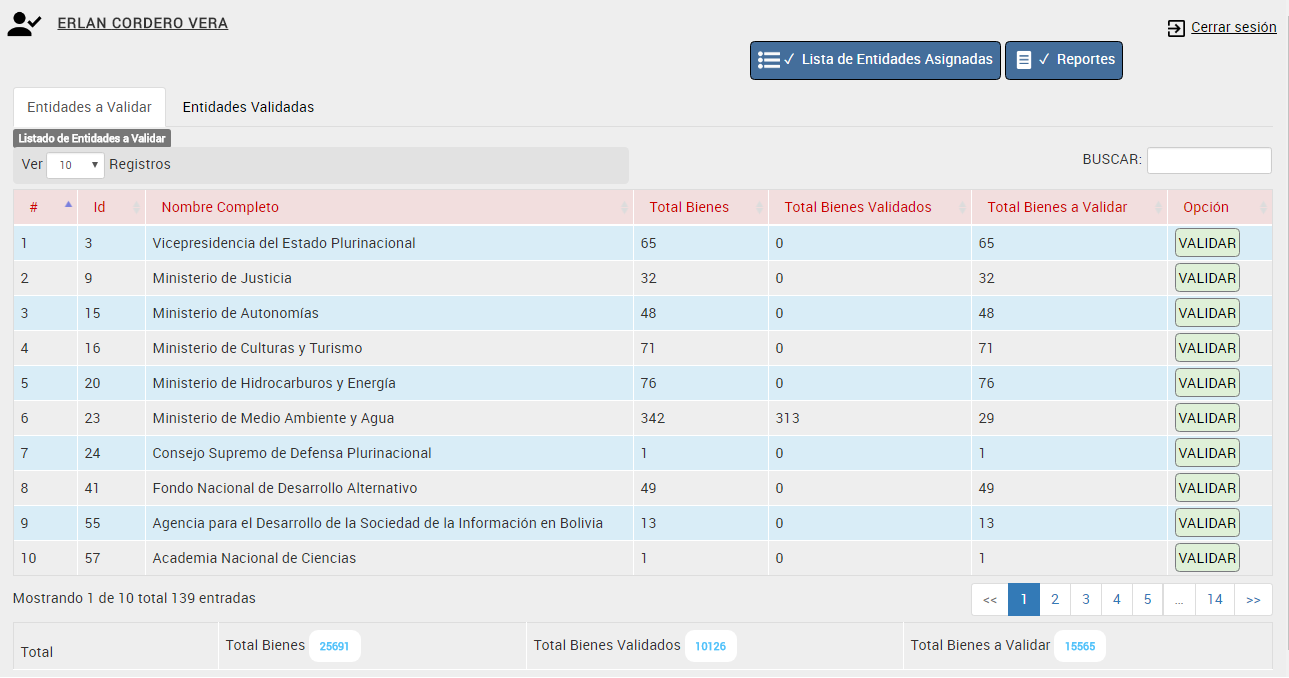 ERLAN CORDERO VERA
Cerrar sesión
✓ Lista de Entidades Asignadas ✓ Reportes
Entidades a Validar Entidades Validadas
Listado de Entidades a Validar
Ver 10 Registros BUSCAR:
# Id Nombre Completo Total Bienes Total Bienes Validados Total Bienes a Validar Opción
1 3 Vicepresidencia del Estado Plurinacional 65 0 65 VALIDAR
2 9 Ministerio de Justicia 32 0 32 VALIDAR
3 15 Ministerio de Autonomías 48 0 48 VALIDAR
4 16 Ministerio de Culturas y Turismo 71 0 71 VALIDAR
5 20 Ministerio de Hidrocarburos y Energía 76 0 76 VALIDAR
6 23 Ministerio de Medio Ambiente y Agua 342 313 29 VALIDAR
7 24 Consejo Supremo de Defensa Plurinacional 1 0 1 VALIDAR
8 41 Fondo Nacional de Desarrollo Alternativo 49 0 49 VALIDAR
9 55 Agencia para el Desarrollo de la Sociedad de la Información en Bolivia 13 0 13 VALIDAR
10 57 Academia Nacional de Ciencias 1 0 1 VALIDAR
Mostrando 1 de 10 total 139 entradas << 1 2 3 4 5 ... 14 >>
Total Total Bienes 25691 Total Bienes Validados 10126 Total Bienes a Validar 15565